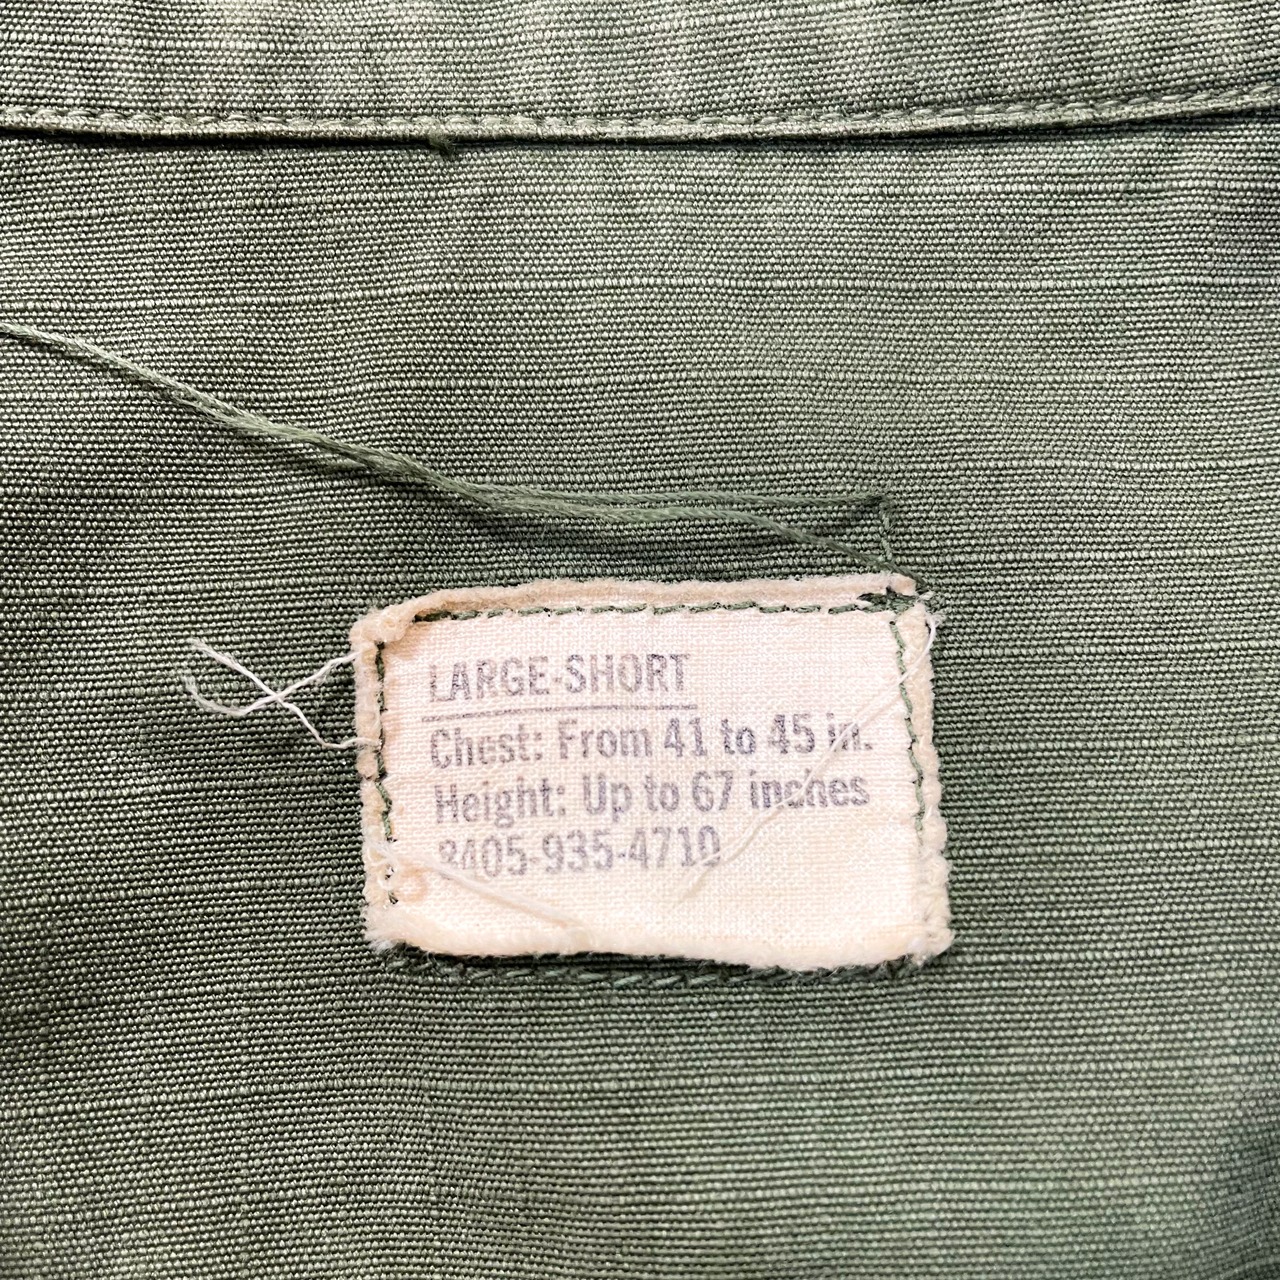 LARGE-SHORT
Chest: From 41 to 45 in.
Height: Up to 67 inches
8405-935-4710